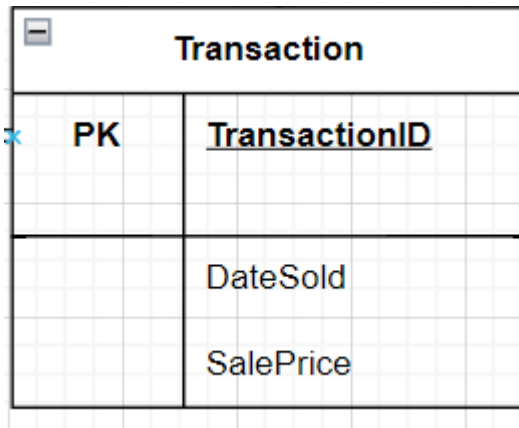 Transaction
PK TransactionID
DateSold
SalePrice